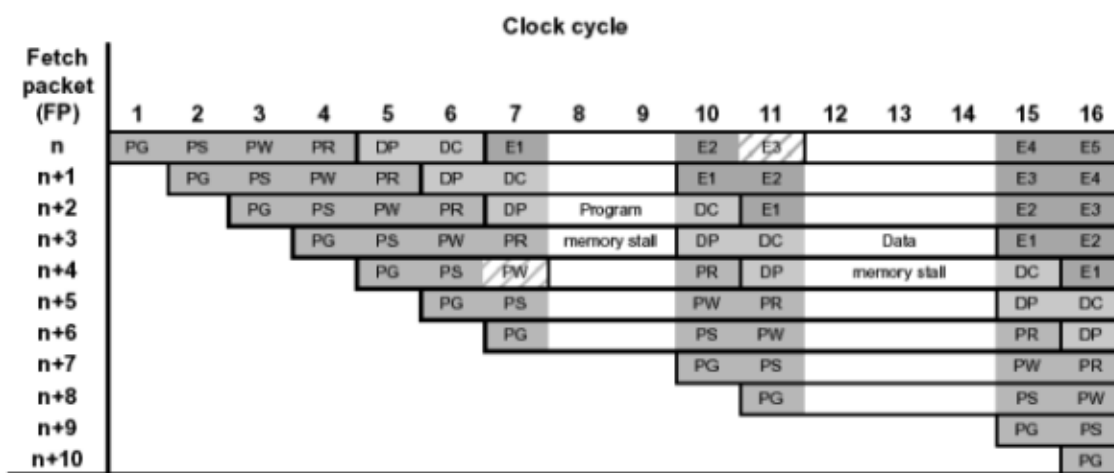 Clock cycle
Fetch
packet
(FP) 1 2 3 4 5 6 7 8 9 10 11 12 13 14 15 16
n PG PS PW PR DP DC E1 E2 E3 E4 E5
n+1 PG PS PW PR DP DC E1 E2 E3 E4
n+2 PG PS PW PR DP Program DC E1 E2 E3
n+3 PG PS PW PR memory stall DP DC Data E1 E2
n+4 PG PS PW PR DP memory stall DC E1
n+5 PG PS PW PR DP DC
n+6 PG PS PW PR DP
n+7 PG PS PW PR
n+8 PG PS PW
n+9 PG PS
n+10 PG